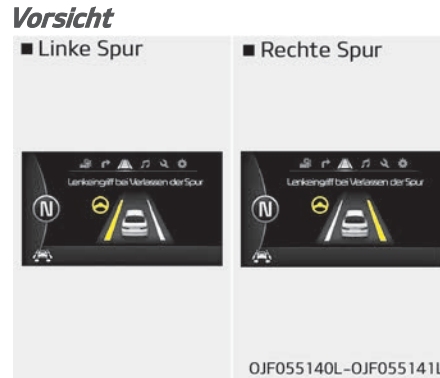 Vorsicht
■ Linke Spur
■ Rechte Spur
Lenkeingriff bei Verlassen der Spur
N
Lenkeingriff bei Verlassen der Spur
N
OJF055140L-OJF055141L